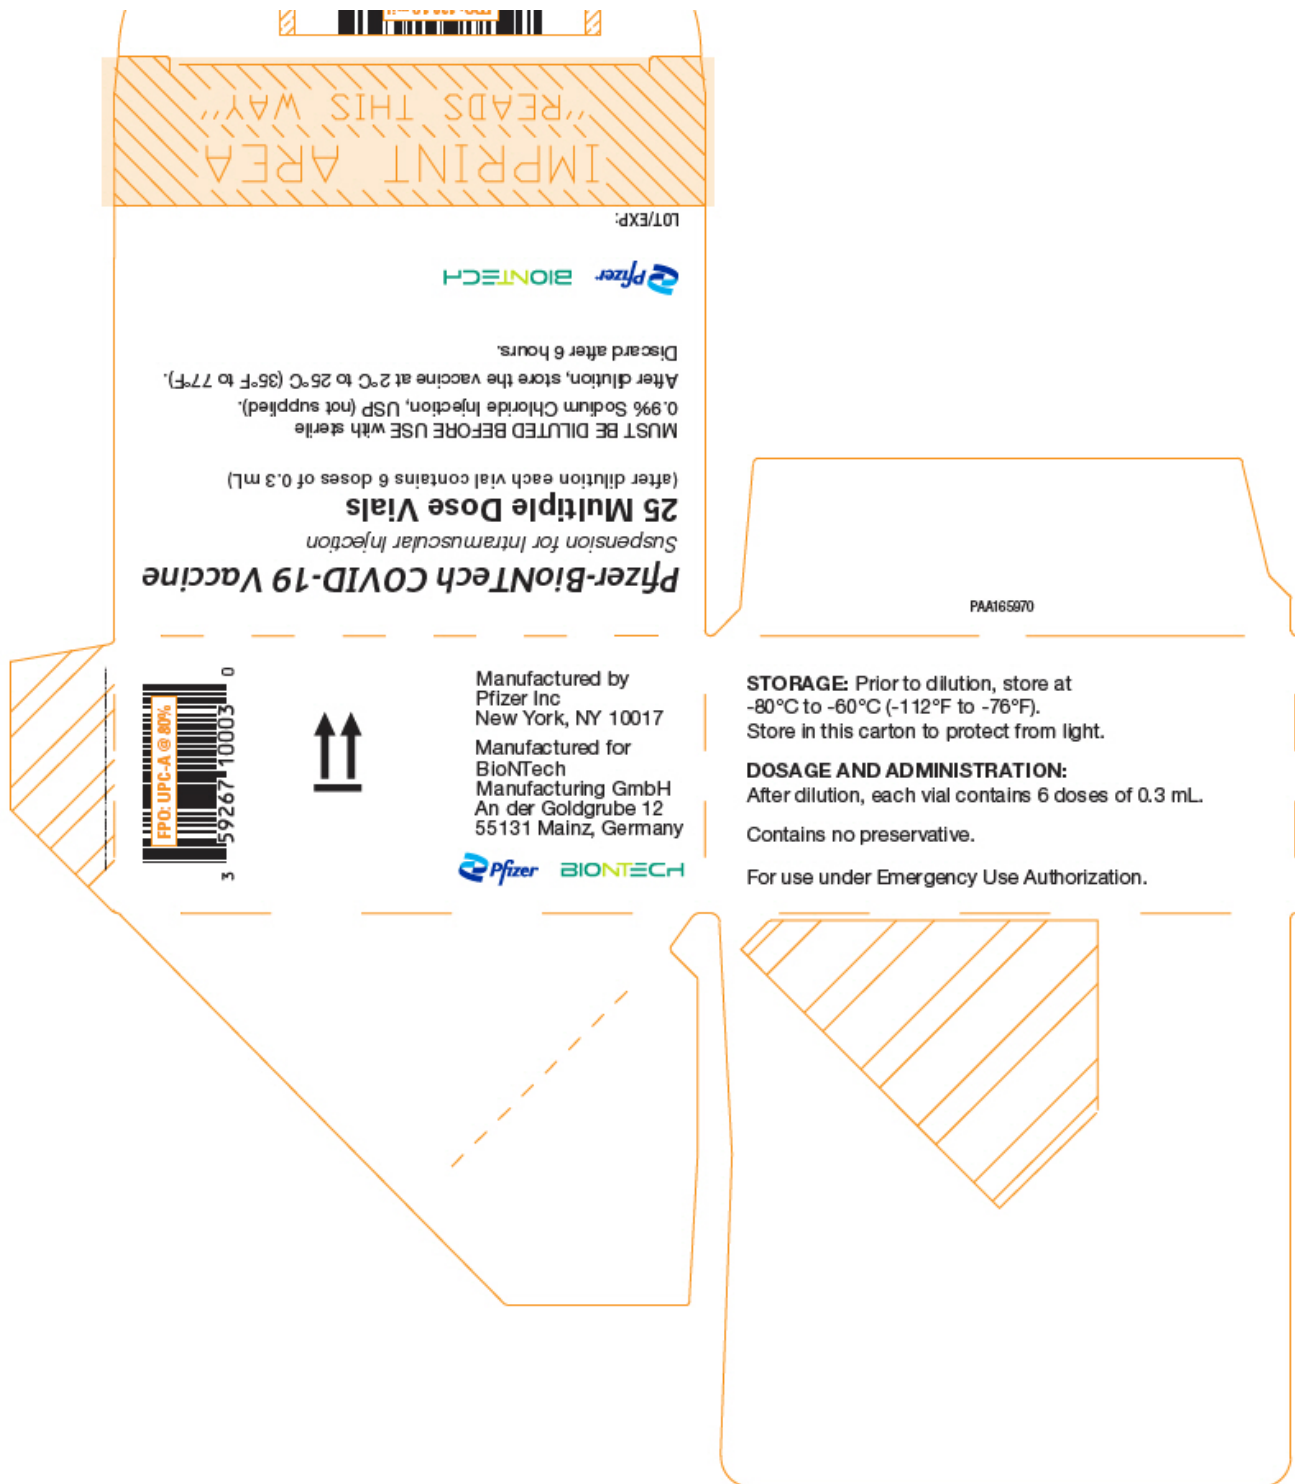 "READS THIS WAY"
IMPRINT AREA
LOT/EXP:
Pfizer BIONTECH
Pfizer-BioNTech COVID-19 Vaccine
Suspension for Intramuscular Injection
25 Multiple Dose Vials
(after dilution each vial contains 6 doses of 0.3 mL)
MUST BE DILUTED BEFORE USE with sterile
0.9% Sodium Chloride Injection, USP (not supplied).
After dilution, store the vaccine at 2°C to 25°C (35°F to 77°F).
Discard after 6 hours.
PAA165970
FPO: UPC-A @ 80%
3 59267 10003 0
Manufactured by
Pfizer Inc
New York, NY 10017
Manufactured for
BioNTech
Manufacturing GmbH
An der Goldgrube 12
55131 Mainz, Germany
Pfizer BIONTECH
STORAGE: Prior to dilution, store at
-80°C to -60°C (-112°F to -76°F).
Store in this carton to protect from light.
DOSAGE AND ADMINISTRATION:
After dilution, each vial contains 6 doses of 0.3 mL.
Contains no preservative.
For use under Emergency Use Authorization.